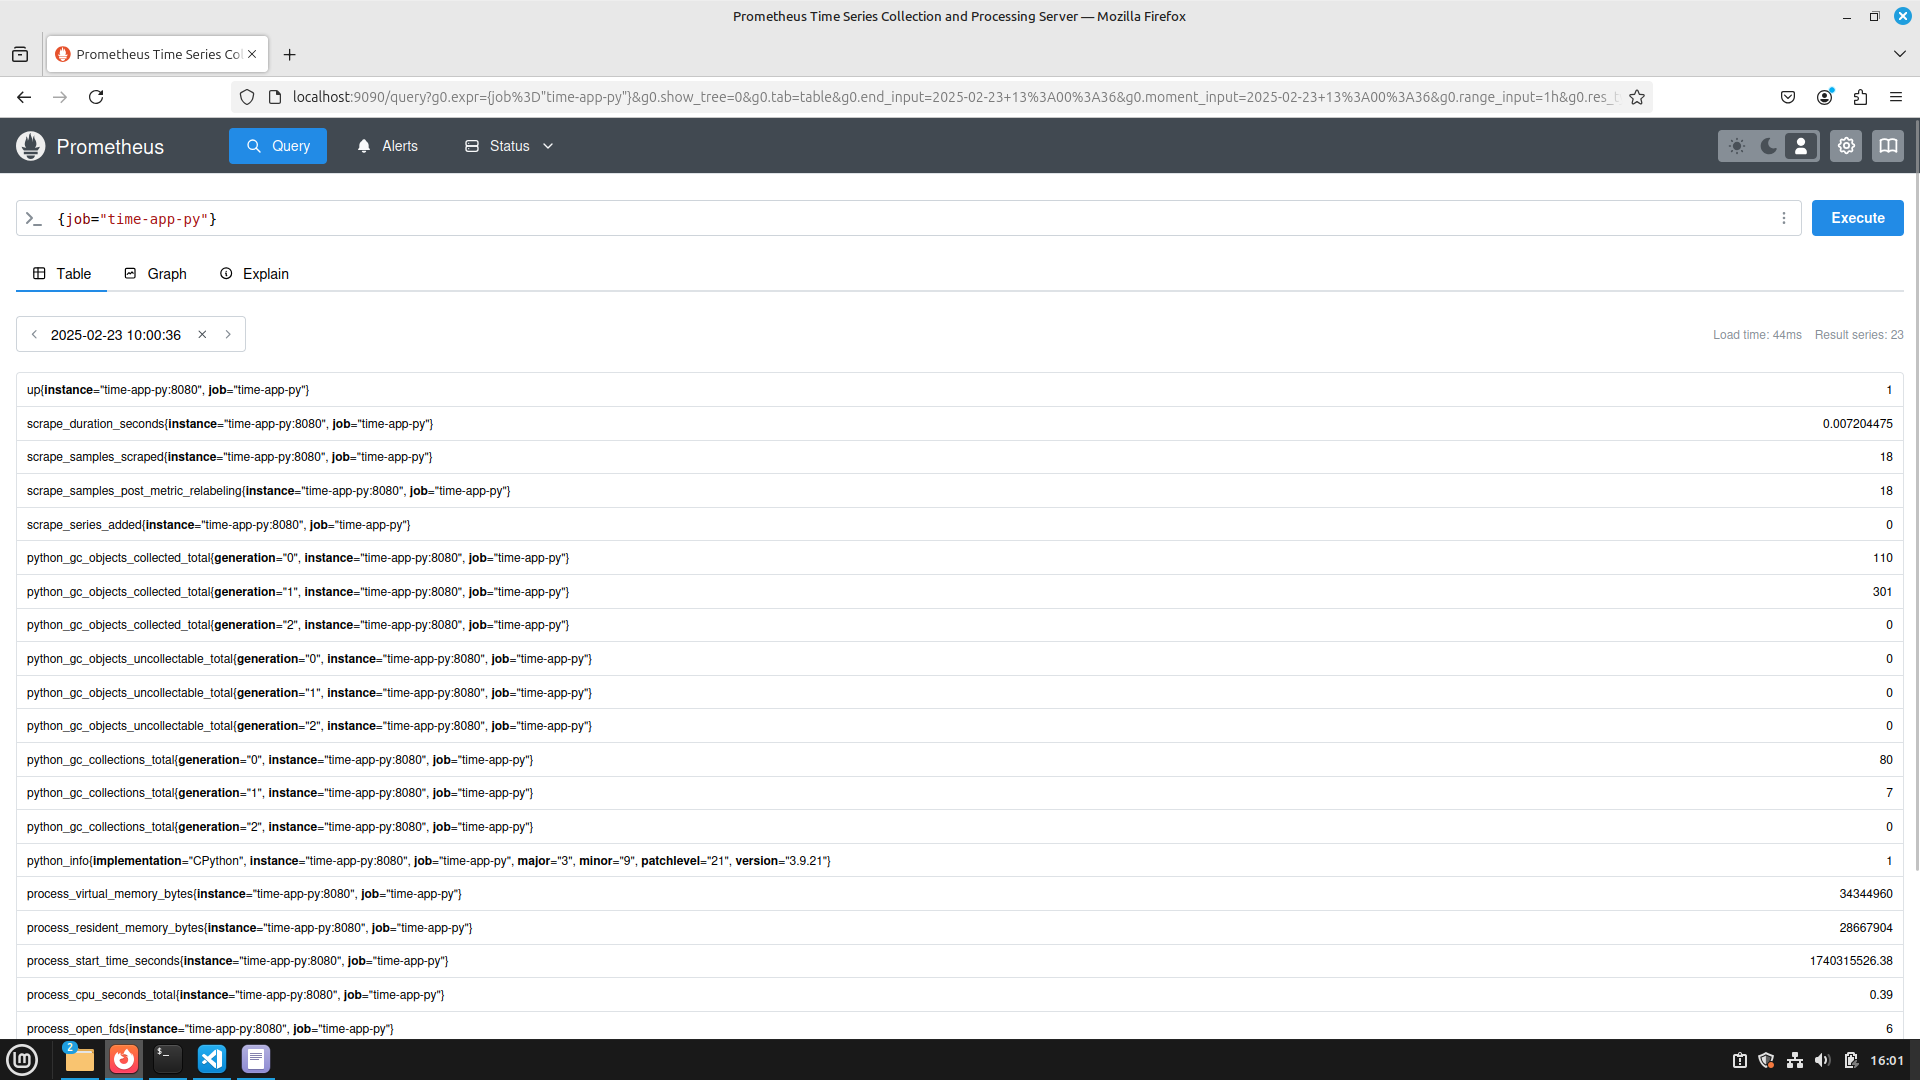 Prometheus Time Series Collection and Processing Server — Mozilla Firefox
Prometheus Time Series Co
localhost:9090/query?g0.expr={job%3D"time-app-py"}&g0.show_tree=0&g0.tab=table&g0.end_input=2025-02-23+13%3A00%3A36&g0.moment_input=2025-02-23+13%3A00%3A36&g0.range_input=1h&g0.res_t
Prometheus Query Alerts Status
>_ {job="time-app-py"} Execute
Table Graph Explain
2025-02-23 10:00:36 Load time: 44ms Result series: 23
up{instance="time-app-py:8080", job="time-app-py"} 1
scrape_duration_seconds{instance="time-app-py:8080", job="time-app-py"} 0.007204475
scrape_samples_scraped{instance="time-app-py:8080", job="time-app-py"} 18
scrape_samples_post_metric_relabeling{instance="time-app-py:8080", job="time-app-py"} 18
scrape_series_added{instance="time-app-py:8080", job="time-app-py"} 0
python_gc_objects_collected_total{generation="0", instance="time-app-py:8080", job="time-app-py"} 110
python_gc_objects_collected_total{generation="1", instance="time-app-py:8080", job="time-app-py"} 301
python_gc_objects_collected_total{generation="2", instance="time-app-py:8080", job="time-app-py"} 0
python_gc_objects_uncollectable_total{generation="0", instance="time-app-py:8080", job="time-app-py"} 0
python_gc_objects_uncollectable_total{generation="1", instance="time-app-py:8080", job="time-app-py"} 0
python_gc_objects_uncollectable_total{generation="2", instance="time-app-py:8080", job="time-app-py"} 0
python_gc_collections_total{generation="0", instance="time-app-py:8080", job="time-app-py"} 80
python_gc_collections_total{generation="1", instance="time-app-py:8080", job="time-app-py"} 7
python_gc_collections_total{generation="2", instance="time-app-py:8080", job="time-app-py"} 0
python_info{implementation="CPython", instance="time-app-py:8080", job="time-app-py", major="3", minor="9", patchlevel="21", version="3.9.21"} 1
process_virtual_memory_bytes{instance="time-app-py:8080", job="time-app-py"} 34344960
process_resident_memory_bytes{instance="time-app-py:8080", job="time-app-py"} 28667904
process_start_time_seconds{instance="time-app-py:8080", job="time-app-py"} 1740315526.38
process_cpu_seconds_total{instance="time-app-py:8080", job="time-app-py"} 0.39
process_open_fds{instance="time-app-py:8080", job="time-app-py"} 6
2 16:01